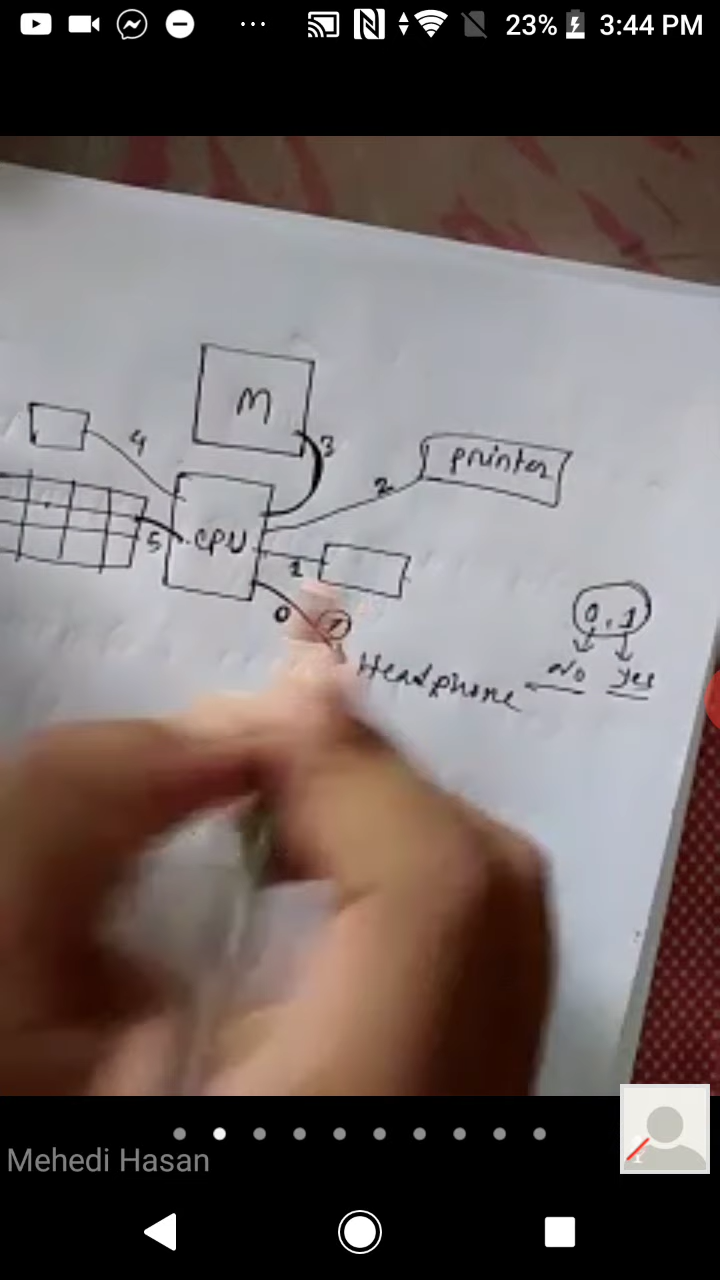 23% 3:44 PM
M
4
3
printer
2
5
CPU
1
0
1
0,1
Headphone
No yes
Mehedi Hasan